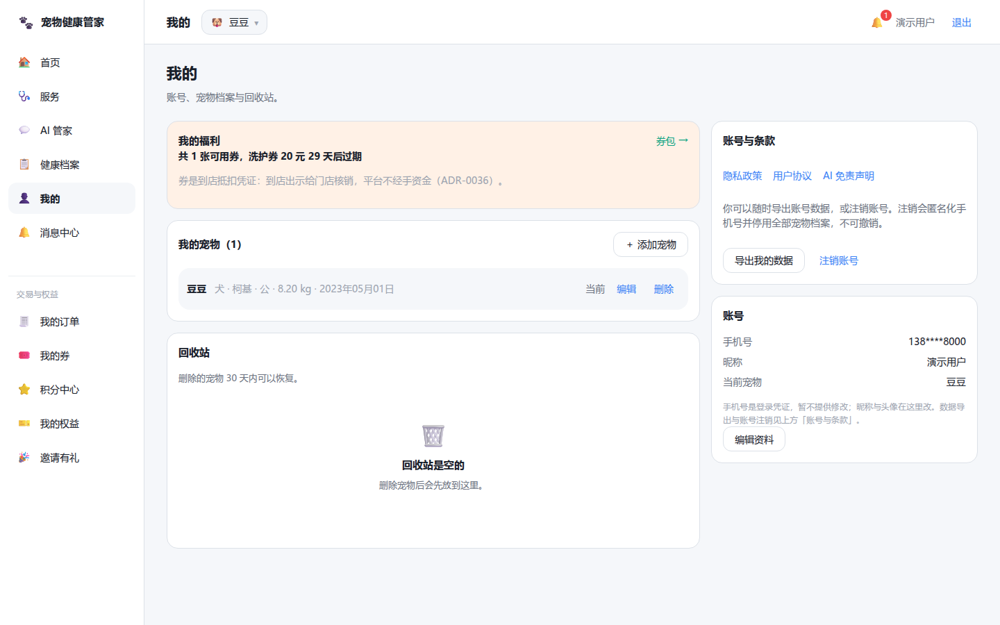 宠物健康管家
首页
服务
AI 管家
健康档案
我的
消息中心
交易与权益
我的订单
我的券
积分中心
我的权益
邀请有礼
我的
豆豆 ▾
1
演示用户
退出
我的
账号、宠物档案与回收站。
我的福利
券包 →
共 1 张可用券，洗护券 20 元 29 天后过期
券是到店抵扣凭证：到店出示给门店核销，平台不经手资金（ADR-0036）。
我的宠物（1）
+ 添加宠物
豆豆 犬 · 柯基 · 公 · 8.20 kg · 2023年05月01日
当前 编辑 删除
回收站
删除的宠物 30 天内可以恢复。
回收站是空的
删除宠物后会先放到这里。
账号与条款
隐私政策 用户协议 AI 免责声明
你可以随时导出账号数据，或注销账号。注销会匿名化手
机号并停用全部宠物档案，不可撤销。
导出我的数据 注销账号
账号
手机号 138****8000
昵称 演示用户
当前宠物 豆豆
手机号是登录凭证，暂不提供修改；昵称与头像在这里改。数据导
出与账号注销见上方「账号与条款」。
编辑资料